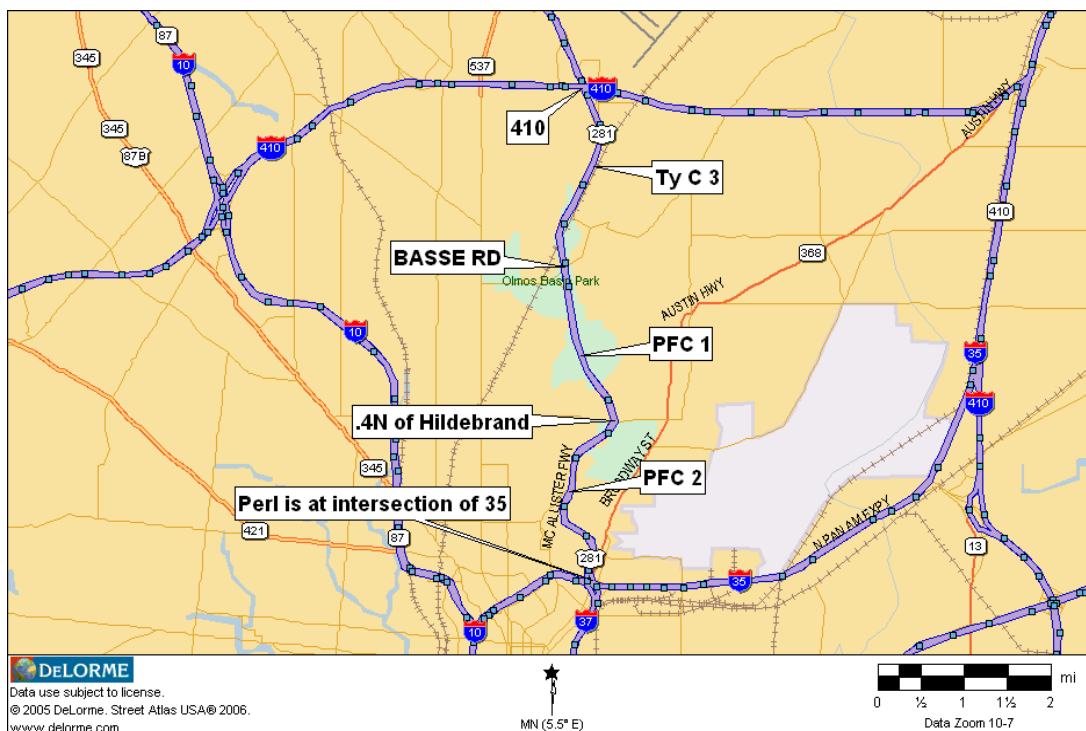 87
345
10
537
410
410
281
AUSTIN HWY
345
87B
410
Ty C 3
410
368
BASSE RD
Olmos Basin Park
AUSTIN HWY
10
PFC 1
35
410
.4N of Hildebrand
345
MC ALLISTER FWY
BROADWAY ST
PFC 2
Perl is at intersection of 35
421
87
N PAN AM EXPY
13
281
35
10
37
DELORME
Data use subject to license.
© 2005 DeLorme. Street Atlas USA® 2006.
www.delorme.com
MN (5.5° E)
mi
0 ½ 1 1½ 2
Data Zoom 10-7